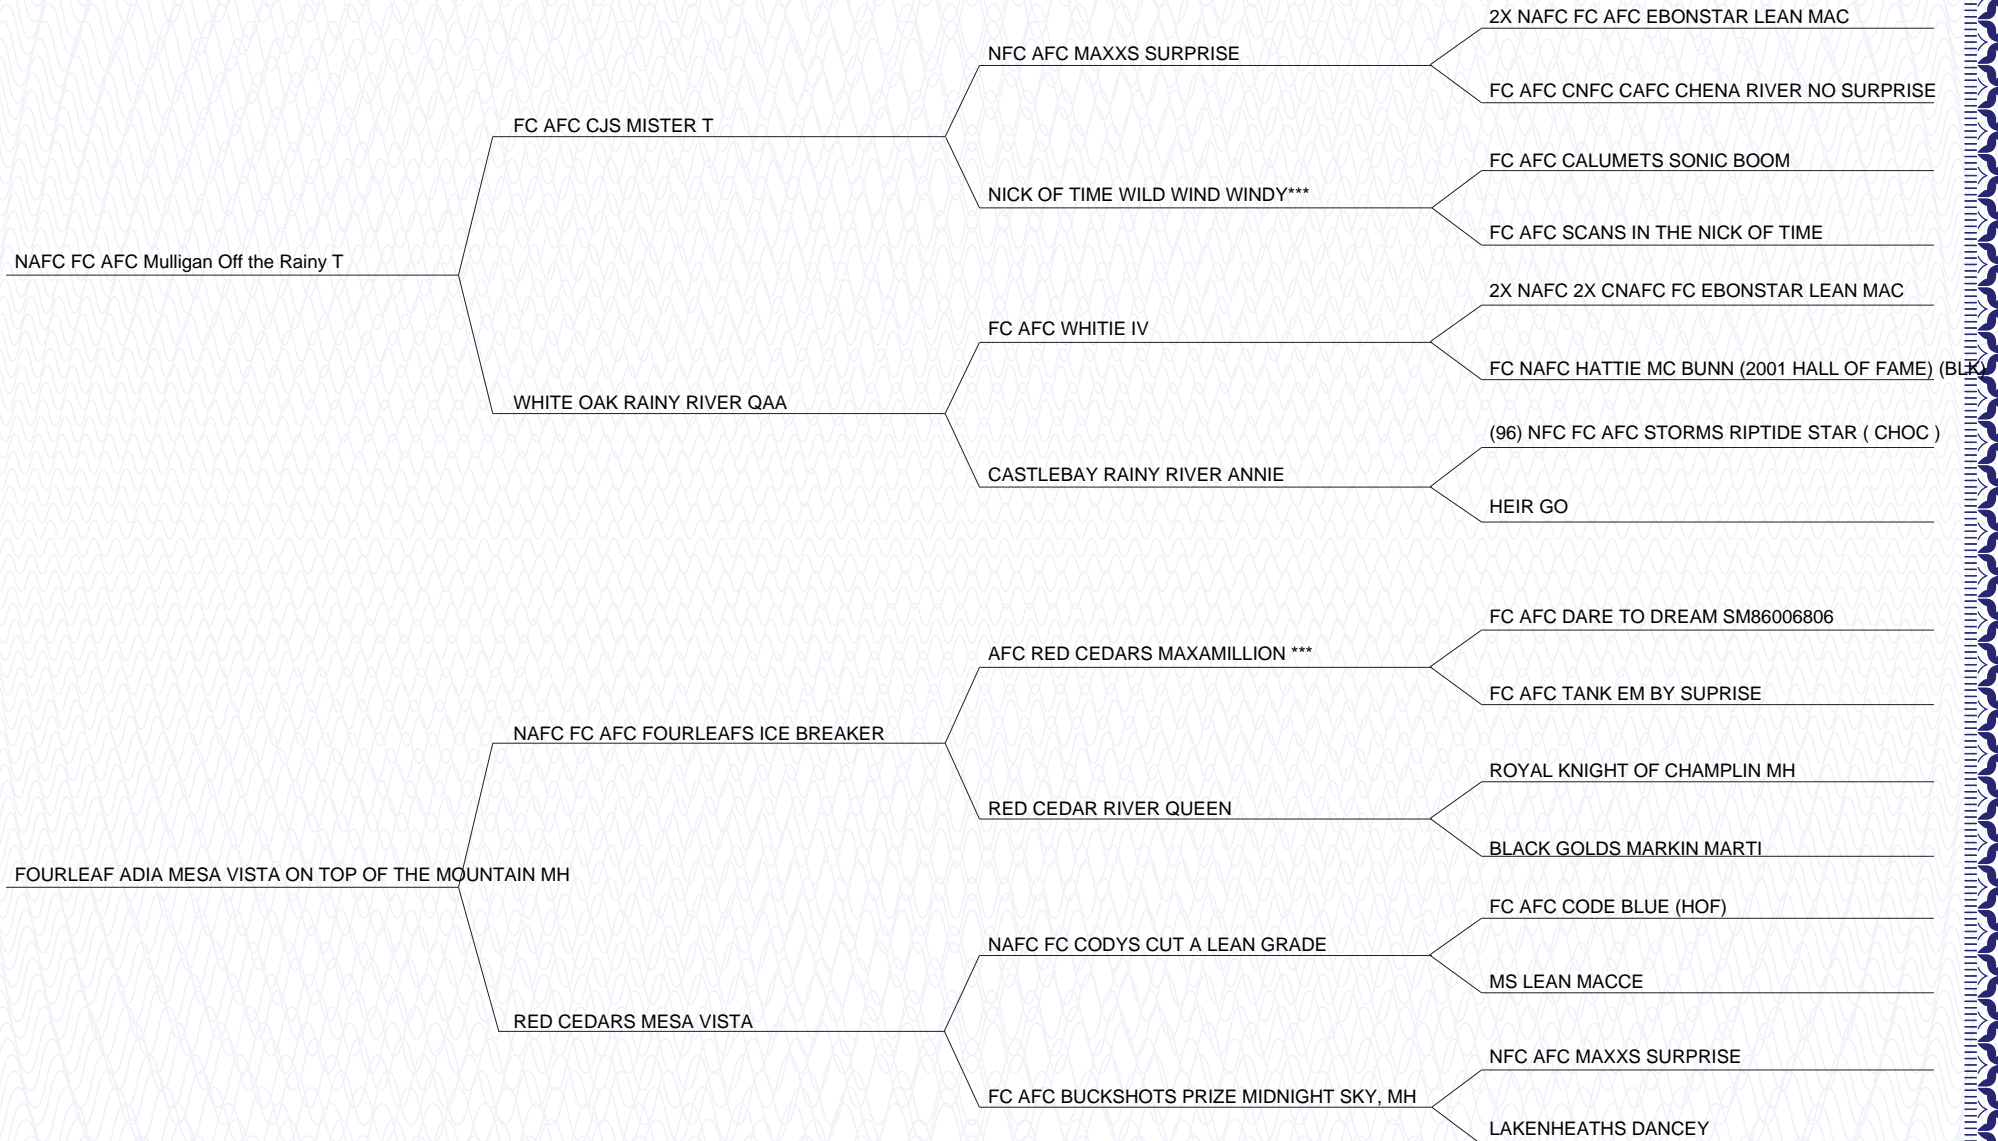 2X NAFC FC AFC EBONSTAR LEAN MAC
NFC AFC MAXXS SURPRISE
FC AFC CNFC CAFC CHENA RIVER NO SURPRISE
FC AFC CJS MISTER T
FC AFC CALUMETS SONIC BOOM
NICK OF TIME WILD WIND WINDY***
FC AFC SCANS IN THE NICK OF TIME
NAFC FC AFC Mulligan Off the Rainy T
2X NAFC 2X CNAFC FC EBONSTAR LEAN MAC
FC AFC WHITIE IV
FC NAFC HATTIE MC BUNN (2001 HALL OF FAME) (BLK)
WHITE OAK RAINY RIVER QAA
(96) NFC FC AFC STORMS RIPTIDE STAR ( CHOC )
CASTLEBAY RAINY RIVER ANNIE
HEIR GO
FC AFC DARE TO DREAM SM86006806
AFC RED CEDARS MAXAMILLION ***
FC AFC TANK EM BY SUPRISE
NAFC FC AFC FOURLEAFS ICE BREAKER
ROYAL KNIGHT OF CHAMPLIN MH
RED CEDAR RIVER QUEEN
BLACK GOLDS MARKIN MARTI
FOURLEAF ADIA MESA VISTA ON TOP OF THE MOUNTAIN MH
FC AFC CODE BLUE (HOF)
NAFC FC CODYS CUT A LEAN GRADE
MS LEAN MACCE
RED CEDARS MESA VISTA
NFC AFC MAXXS SURPRISE
FC AFC BUCKSHOTS PRIZE MIDNIGHT SKY, MH
LAKENHEATHS DANCEY